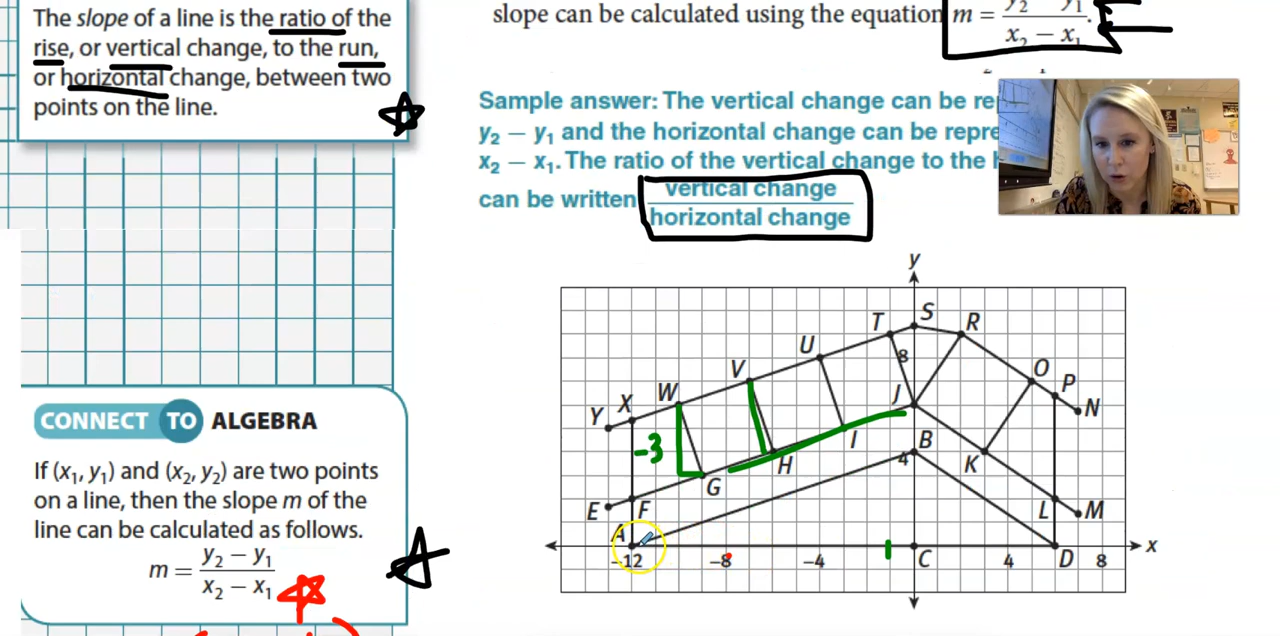 The slope of a line is the ratio of the
rise, or vertical change, to the run,
or horizontal change, between two
points on the line.
slope can be calculated using the equation m = y₂ − y₁ / x₂ − x₁.
Sample answer: The vertical change can be
y₂ − y₁ and the horizontal change can be
x₂ − x₁. The ratio of the vertical change to the
can be written vertical change / horizontal change
CONNECT TO ALGEBRA
If (x₁, y₁) and (x₂, y₂) are two points
on a line, then the slope m of the
line can be calculated as follows.
m = y₂ − y₁ / x₂ − x₁
y
S
T
R
U
8
V
O
P
W
J
N
X
Y
-3
I
B
H
4
K
G
E
F
L
M
A
x
-12
-8
-4
C
4
D
8